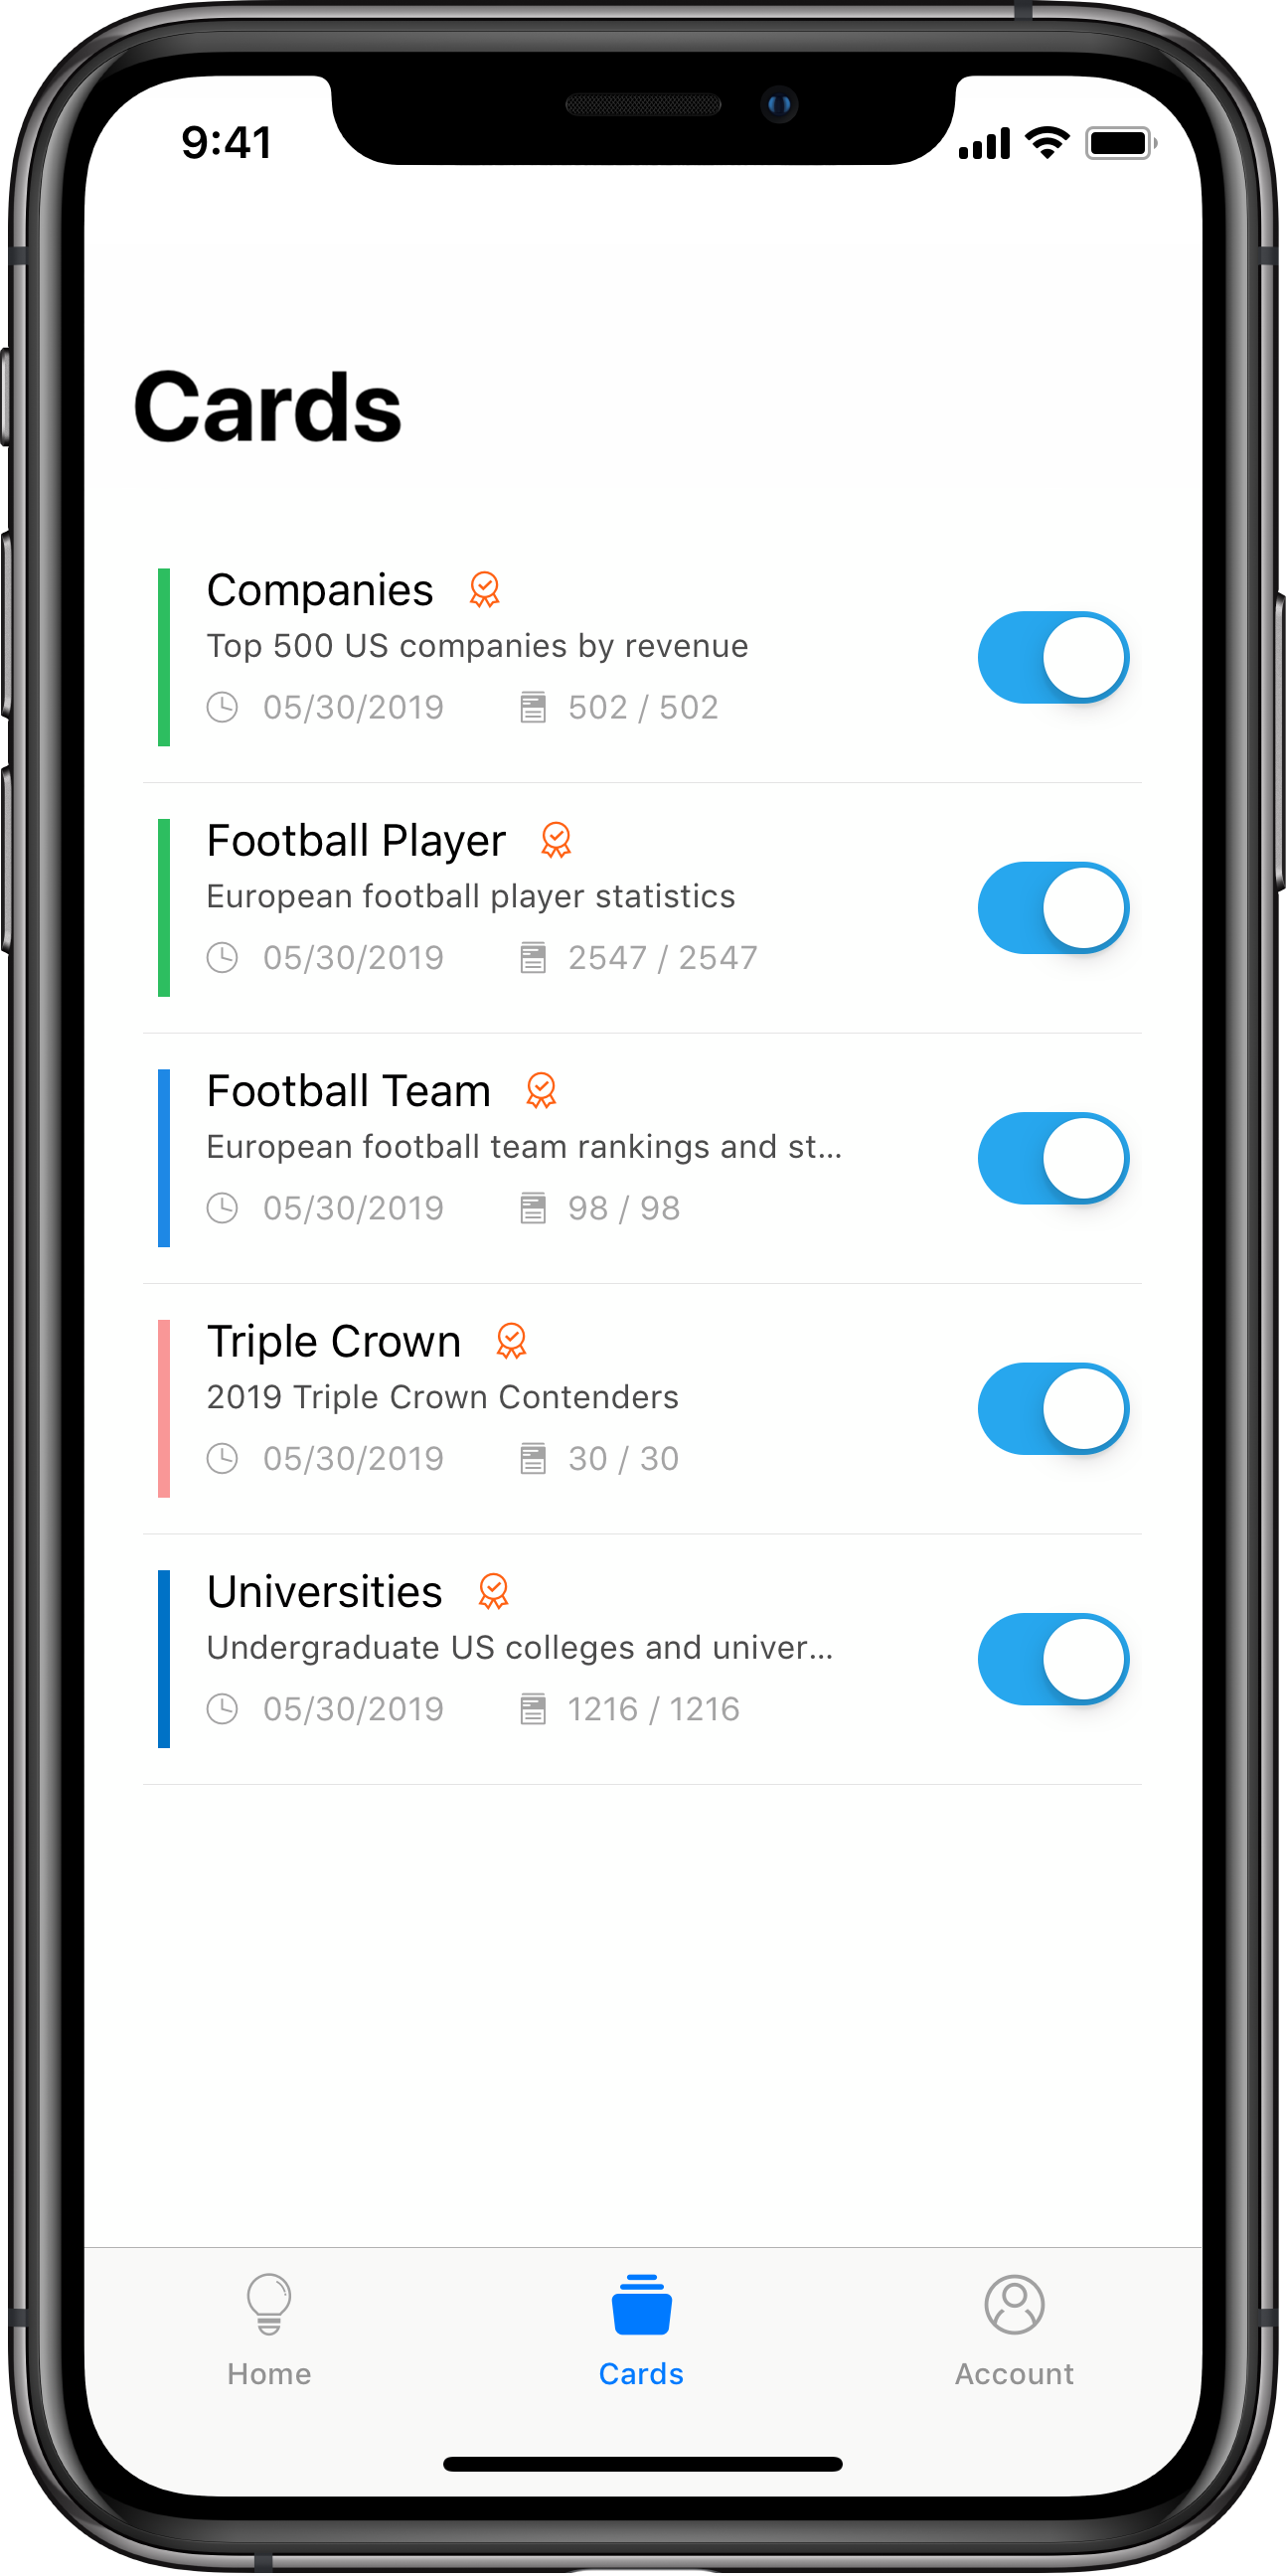 9:41
Cards
Companies
Top 500 US companies by revenue
05/30/2019 502 / 502
Football Player
European football player statistics
05/30/2019 2547 / 2547
Football Team
European football team rankings and st...
05/30/2019 98 / 98
Triple Crown
2019 Triple Crown Contenders
05/30/2019 30 / 30
Universities
Undergraduate US colleges and univer...
05/30/2019 1216 / 1216
Home Cards Account